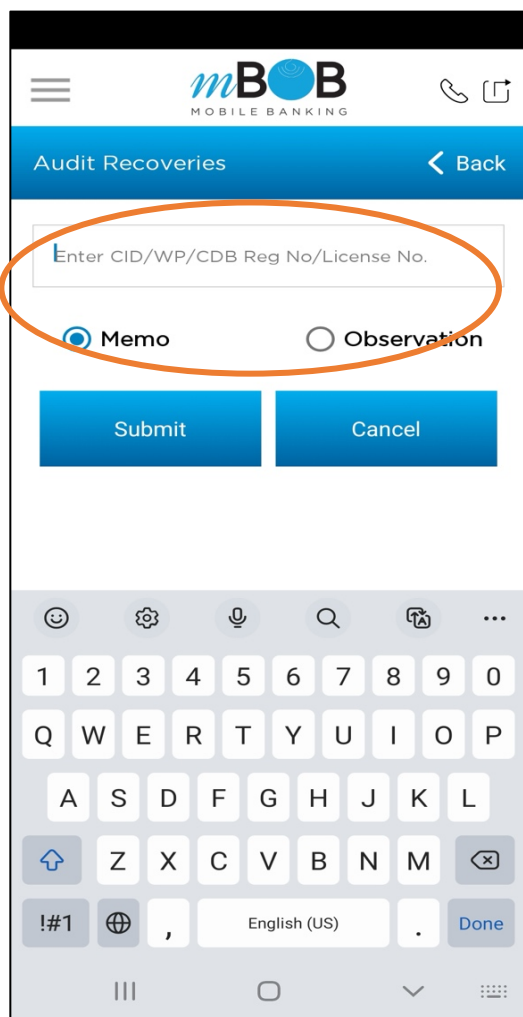 mBOB
MOBILE BANKING
Audit Recoveries Back
Enter CID/WP/CDB Reg No/License No.
Memo Observation
Submit Cancel
1 2 3 4 5 6 7 8 9 0
Q W E R T Y U I O P
A S D F G H J K L
Z X C V B N M
!#1 , English (US) . Done